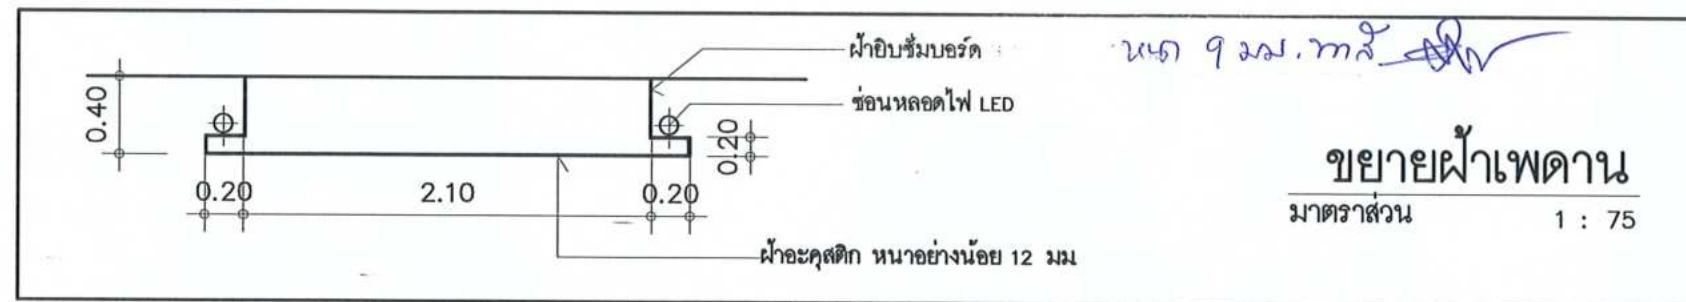 ฝ้ายิบซั่มบอร์ด
หนา 9 มม. ทาสี
ซ่อนหลอดไฟ LED
0.40
0.20
0.20
2.10
0.20
ฝ้าอะคุสติก หนาอย่างน้อย 12 มม
ขยายฝ้าเพดาน
มาตราส่วน 1 : 75